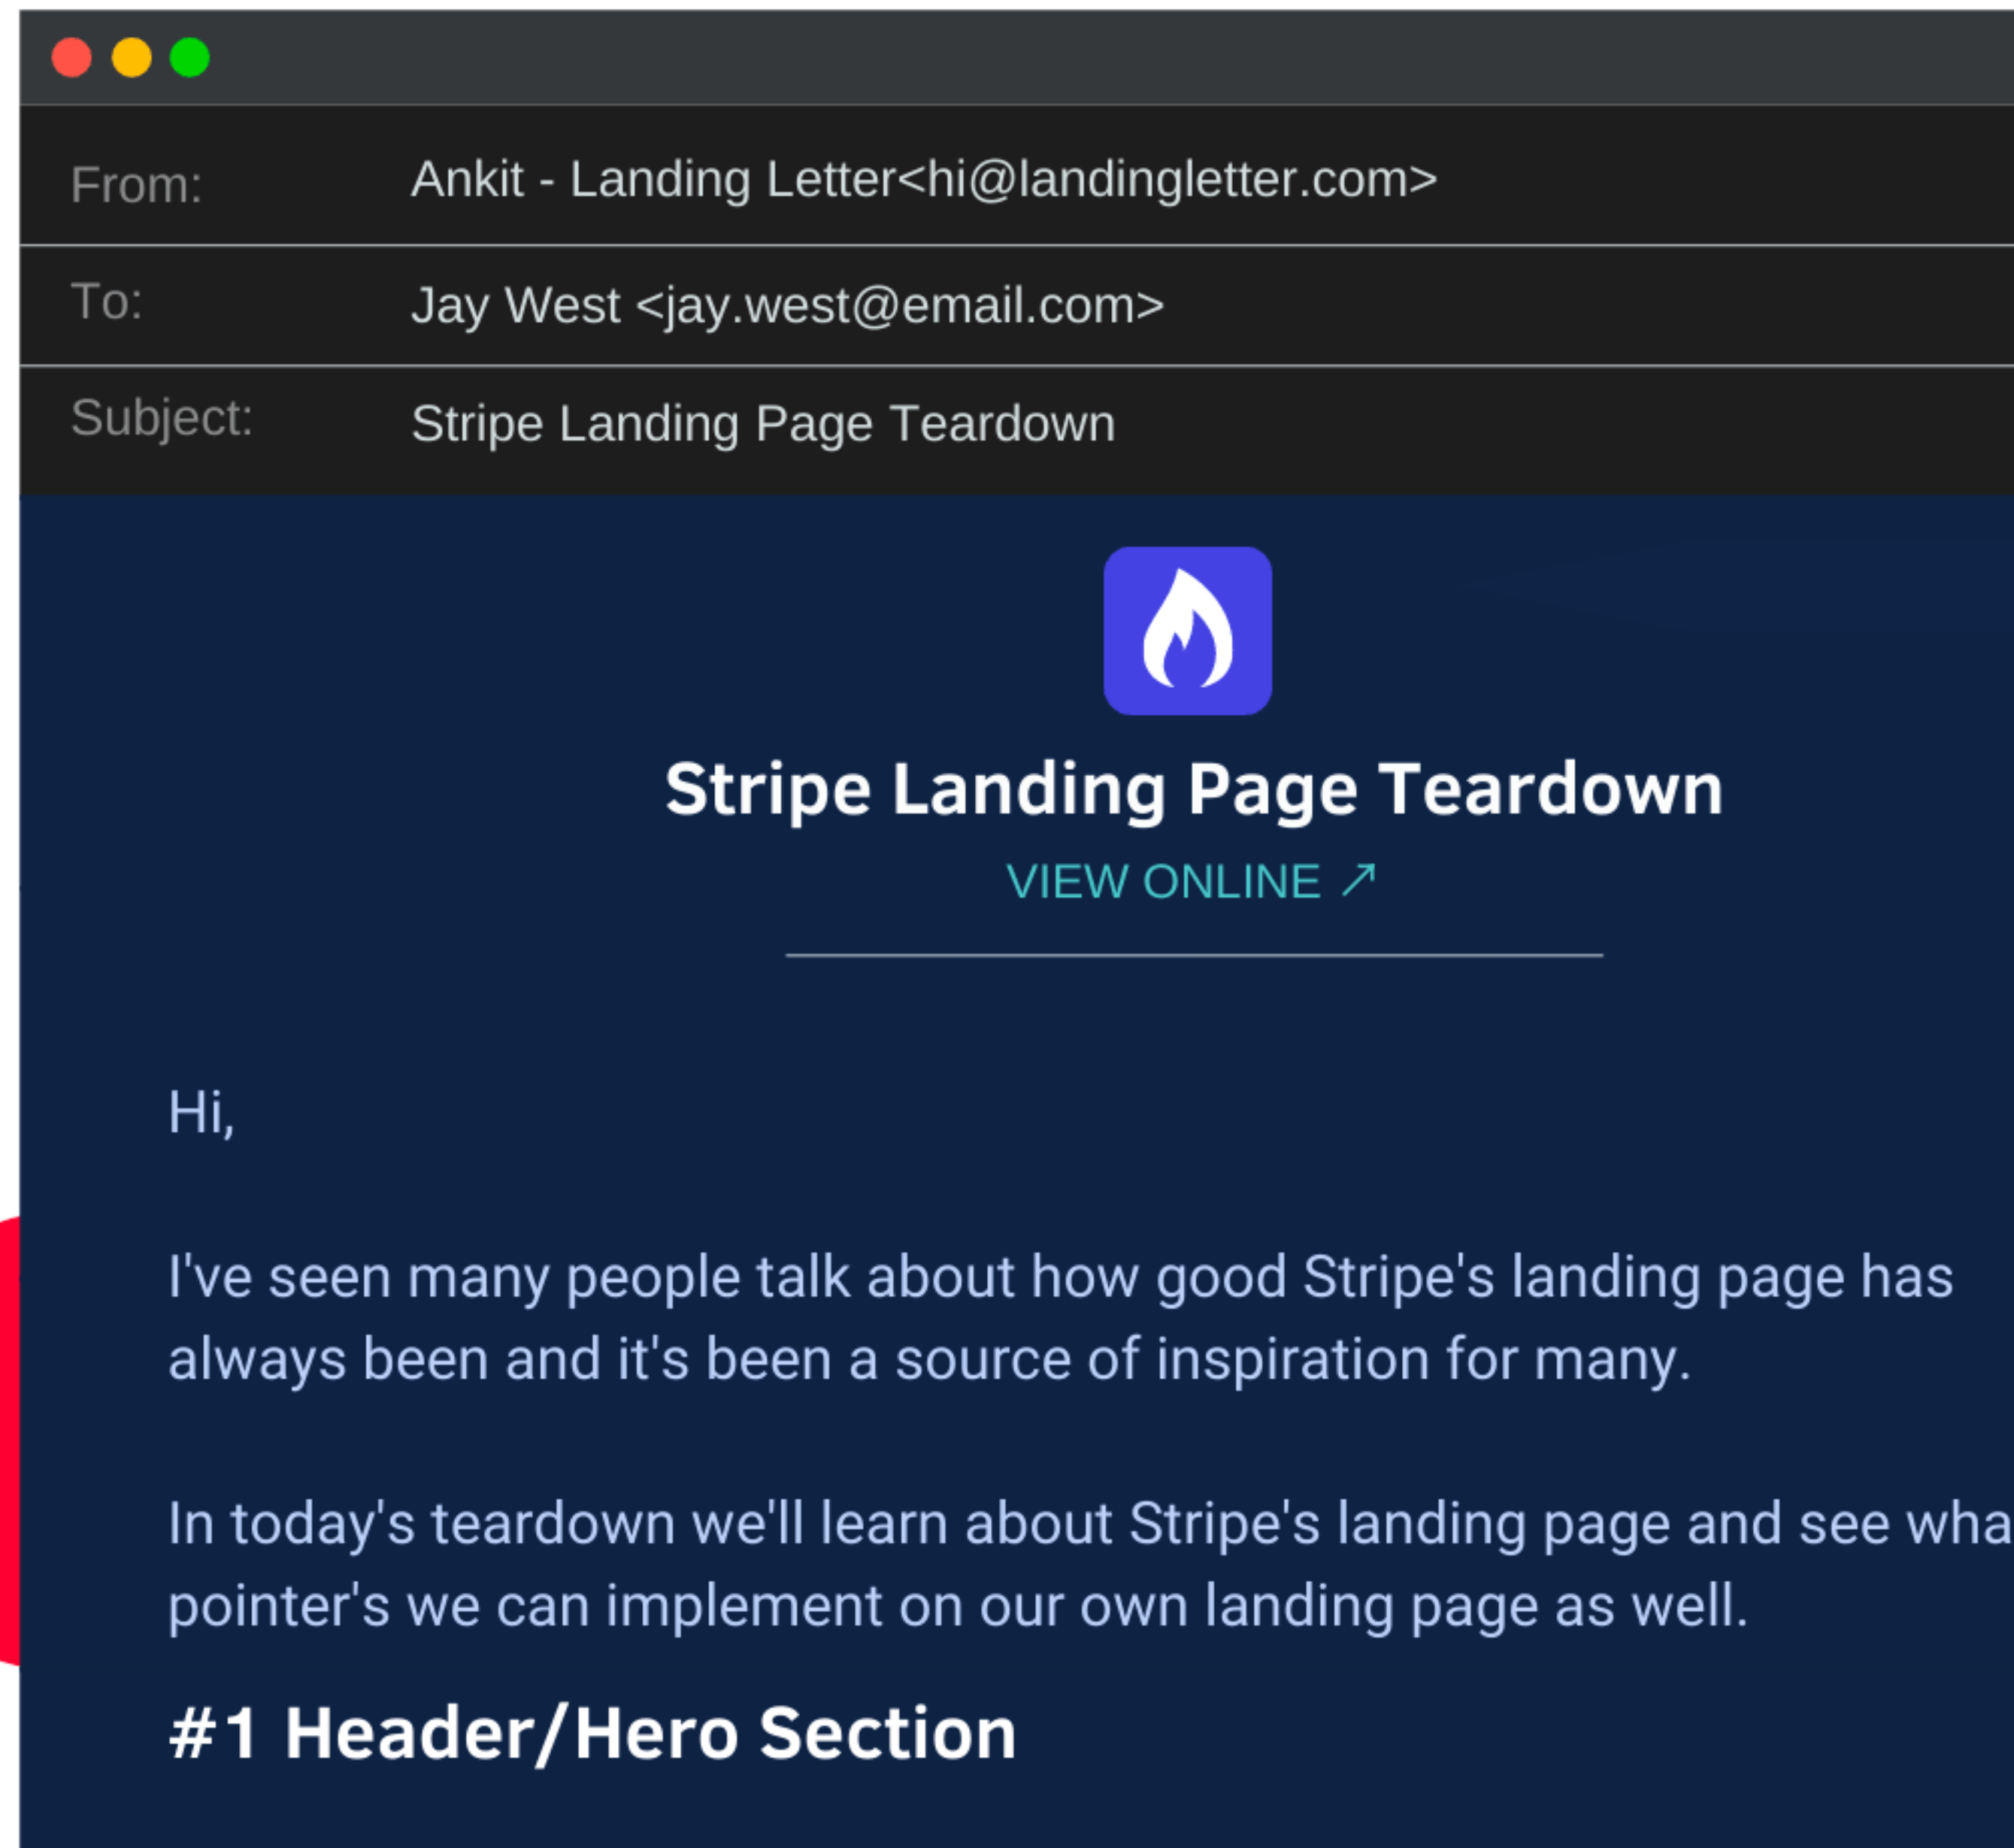 From: Ankit - Landing Letter<hi@landingletter.com>
To: Jay West <jay.west@email.com>
Subject: Stripe Landing Page Teardown
Stripe Landing Page Teardown
VIEW ONLINE ↗
Hi,
I've seen many people talk about how good Stripe's landing page has
always been and it's been a source of inspiration for many.
In today's teardown we'll learn about Stripe's landing page and see wha
pointer's we can implement on our own landing page as well.
#1 Header/Hero Section